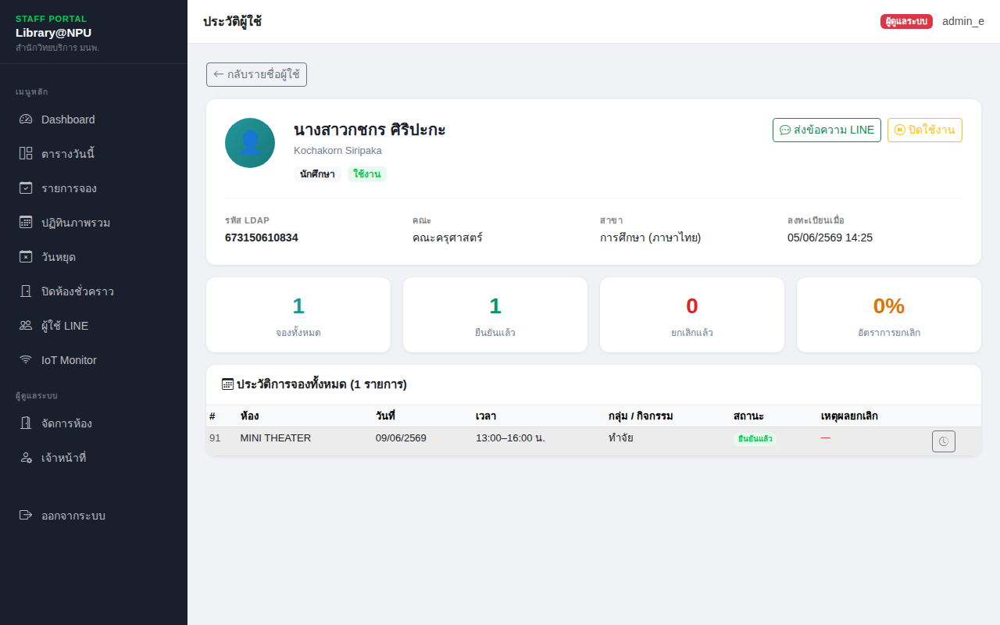 STAFF PORTAL
Library@NPU
สำนักวิทยบริการ มนพ.
เมนูหลัก
Dashboard
ตารางวันนี้
รายการจอง
ปฏิทินภาพรวม
วันหยุด
ปิดห้องชั่วคราว
ผู้ใช้ LINE
IoT Monitor
ผู้ดูแลระบบ
จัดการห้อง
เจ้าหน้าที่
ออกจากระบบ
ประวัติผู้ใช้
ผู้ดูแลระบบ admin_e
← กลับรายชื่อผู้ใช้
นางสาวกชกร ศิริปะกะ
Kochakorn Siripaka
นักศึกษา ใช้งาน
ส่งข้อความ LINE ปิดใช้งาน
รหัส LDAP คณะ สาขา ลงทะเบียนเมื่อ
673150610834 คณะครุศาสตร์ การศึกษา (ภาษาไทย) 05/06/2569 14:25
1 1 0 0%
จองทั้งหมด ยืนยันแล้ว ยกเลิกแล้ว อัตราการยกเลิก
ประวัติการจองทั้งหมด (1 รายการ)
# ห้อง วันที่ เวลา กลุ่ม / กิจกรรม สถานะ เหตุผลยกเลิก
91 MINI THEATER 09/06/2569 13:00–16:00 น. ทำจัย ยืนยันแล้ว —